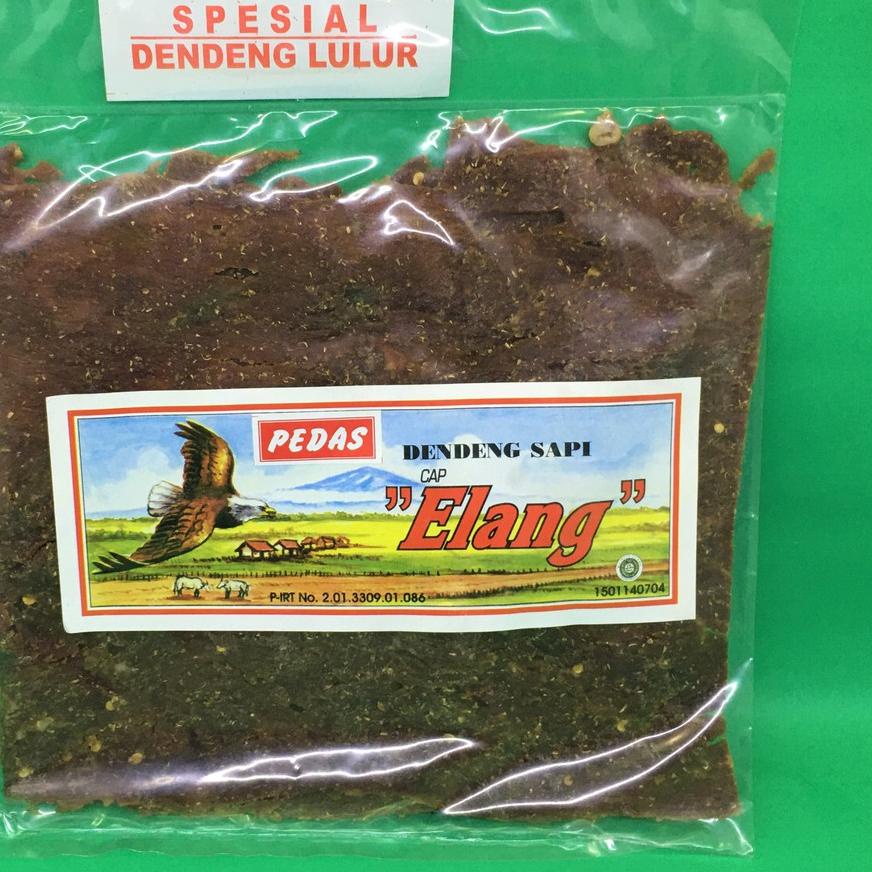 SPESIAL
DENDENG LULUR
PEDAS
DENDENG SAPI
CAP
"Elang"
P-IRT No. 2.01.3309.01.086
1501140704